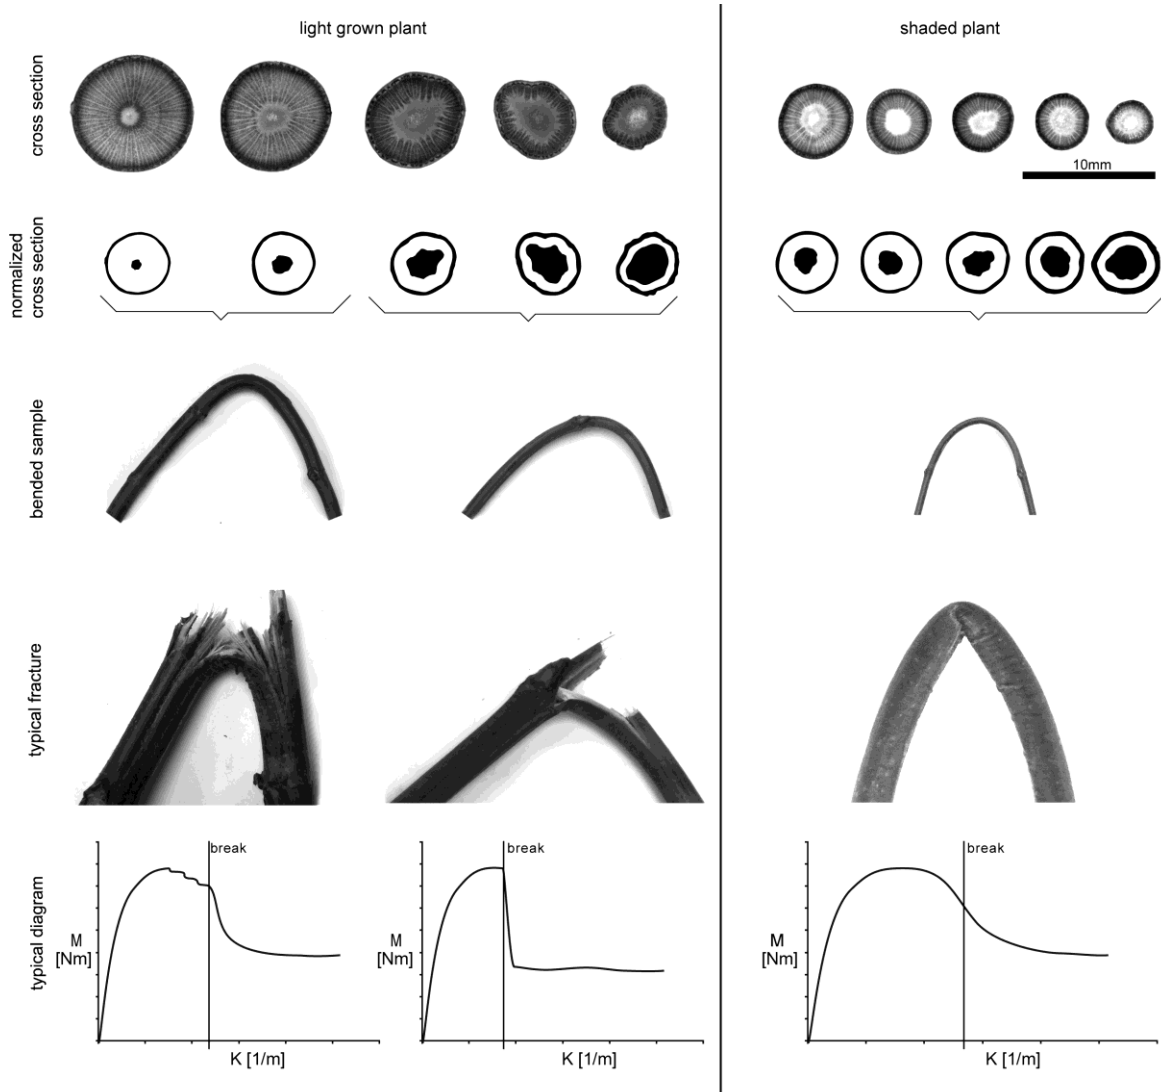 light grown plant
shaded plant
cross section
10mm
normalized
cross section
bended sample
typical fracture
typical diagram
break
M
[Nm]
K [1/m]
break
M
[Nm]
K [1/m]
break
M
[Nm]
K [1/m]